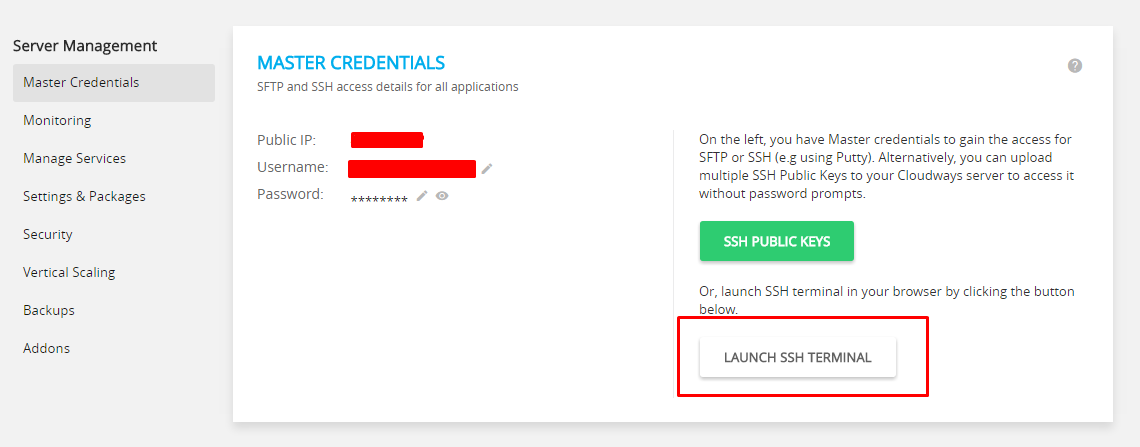 Server Management
Master Credentials
Monitoring
Manage Services
Settings & Packages
Security
Vertical Scaling
Backups
Addons
MASTER CREDENTIALS
SFTP and SSH access details for all applications
?
Public IP:
Username:
Password: ********
On the left, you have Master credentials to gain the access for
SFTP or SSH (e.g using Putty). Alternatively, you can upload
multiple SSH Public Keys to your Cloudways server to access it
without password prompts.
SSH PUBLIC KEYS
Or, launch SSH terminal in your browser by clicking the button
below.
LAUNCH SSH TERMINAL